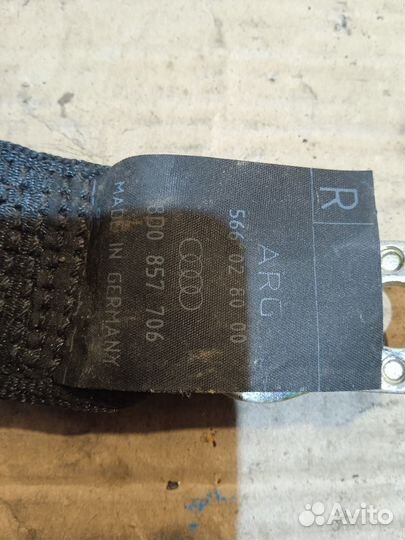 R
ARG
566 02 80 00
8D0 857 706
MADE IN GERMANY
Avito